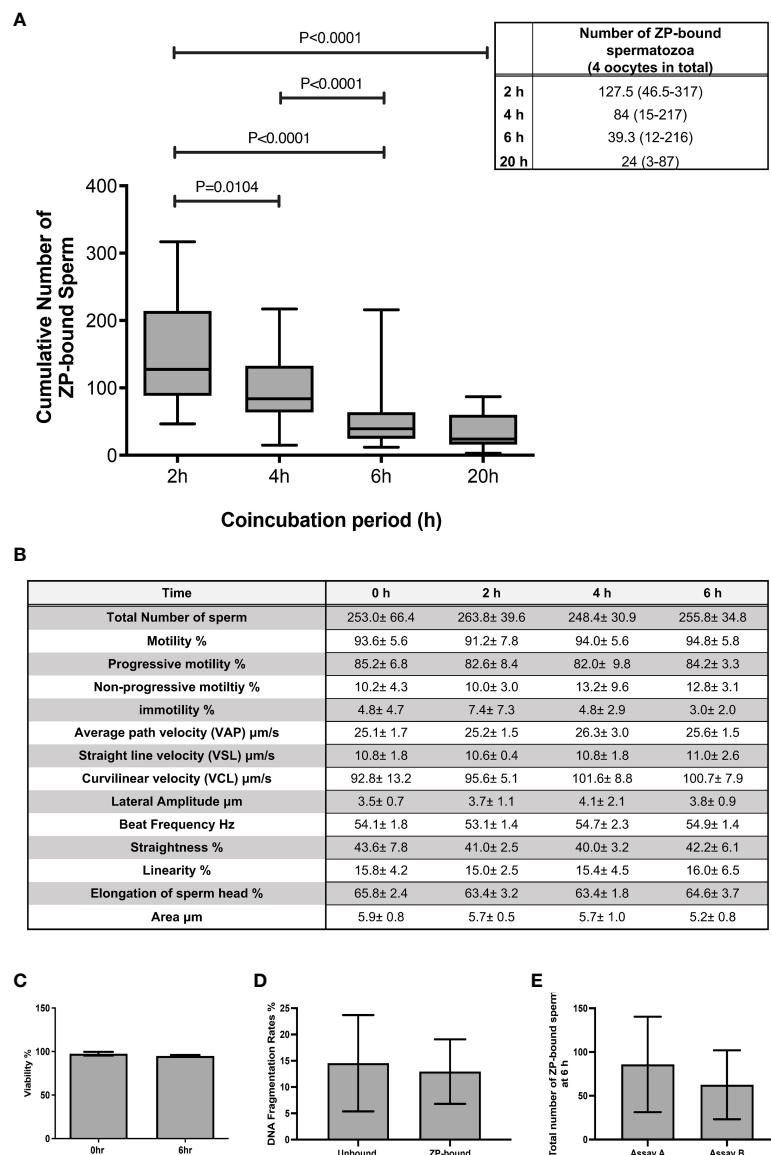 A
P<0.0001
P<0.0001
P<0.0001
P=0.0104
Number of ZP-bound
spermatozoa
(4 oocytes in total)
2 h 127.5 (46.5-317)
4 h 84 (15-217)
6 h 39.3 (12-216)
20 h 24 (3-87)
Cumulative Number of
ZP-bound Sperm
400
300
200
100
0
2h 4h 6h 20h
Coincubation period (h)
B
Time 0 h 2 h 4 h 6 h
Total Number of sperm 253.0± 66.4 263.8± 39.6 248.4± 30.9 255.8± 34.8
Motility % 93.6± 5.6 91.2± 7.8 94.0± 5.6 94.8± 5.8
Progressive motility % 85.2± 6.8 82.6± 8.4 82.0± 9.8 84.2± 3.3
Non-progressive motiltiy % 10.2± 4.3 10.0± 3.0 13.2± 9.6 12.8± 3.1
immotility % 4.8± 4.7 7.4± 7.3 4.8± 2.9 3.0± 2.0
Average path velocity (VAP) µm/s 25.1± 1.7 25.2± 1.5 26.3± 3.0 25.6± 1.5
Straight line velocity (VSL) µm/s 10.8± 1.8 10.6± 0.4 10.8± 1.8 11.0± 2.6
Curvilinear velocity (VCL) µm/s 92.8± 13.2 95.6± 5.1 101.6± 8.8 100.7± 7.9
Lateral Amplitude µm 3.5± 0.7 3.7± 1.1 4.1± 2.1 3.8± 0.9
Beat Frequency Hz 54.1± 1.8 53.1± 1.4 54.7± 2.3 54.9± 1.4
Straightness % 43.6± 7.8 41.0± 2.5 40.0± 3.2 42.2± 6.1
Linearity % 15.8± 4.2 15.0± 2.5 15.4± 4.5 16.0± 6.5
Elongation of sperm head % 65.8± 2.4 63.4± 3.2 63.4± 1.8 64.6± 3.7
Area µm 5.9± 0.8 5.7± 0.5 5.7± 1.0 5.2± 0.8
C
Viability %
150
100
50
0
0hr 6hr
D
DNA Fragmentation Rates %
25
20
15
10
5
0
Unbound ZP-bound
E
Total number of ZP-bound sperm
at 6 h
150
100
50
0
Assay A Assay B